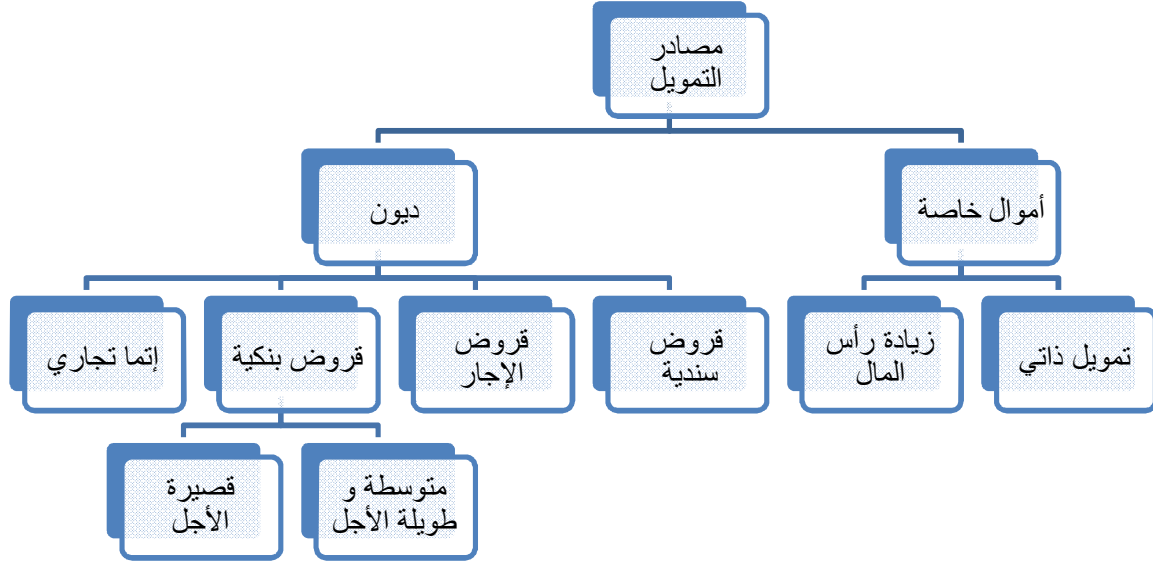 مصادر
التمويل
أموال خاصة
ديون
تمويل ذاتي
زيادة رأس
المال
قروض
سندية
قروض
الإجار
قروض بنكية
إتما تجاري
متوسطة و
طويلة الأجل
قصيرة
الأجل